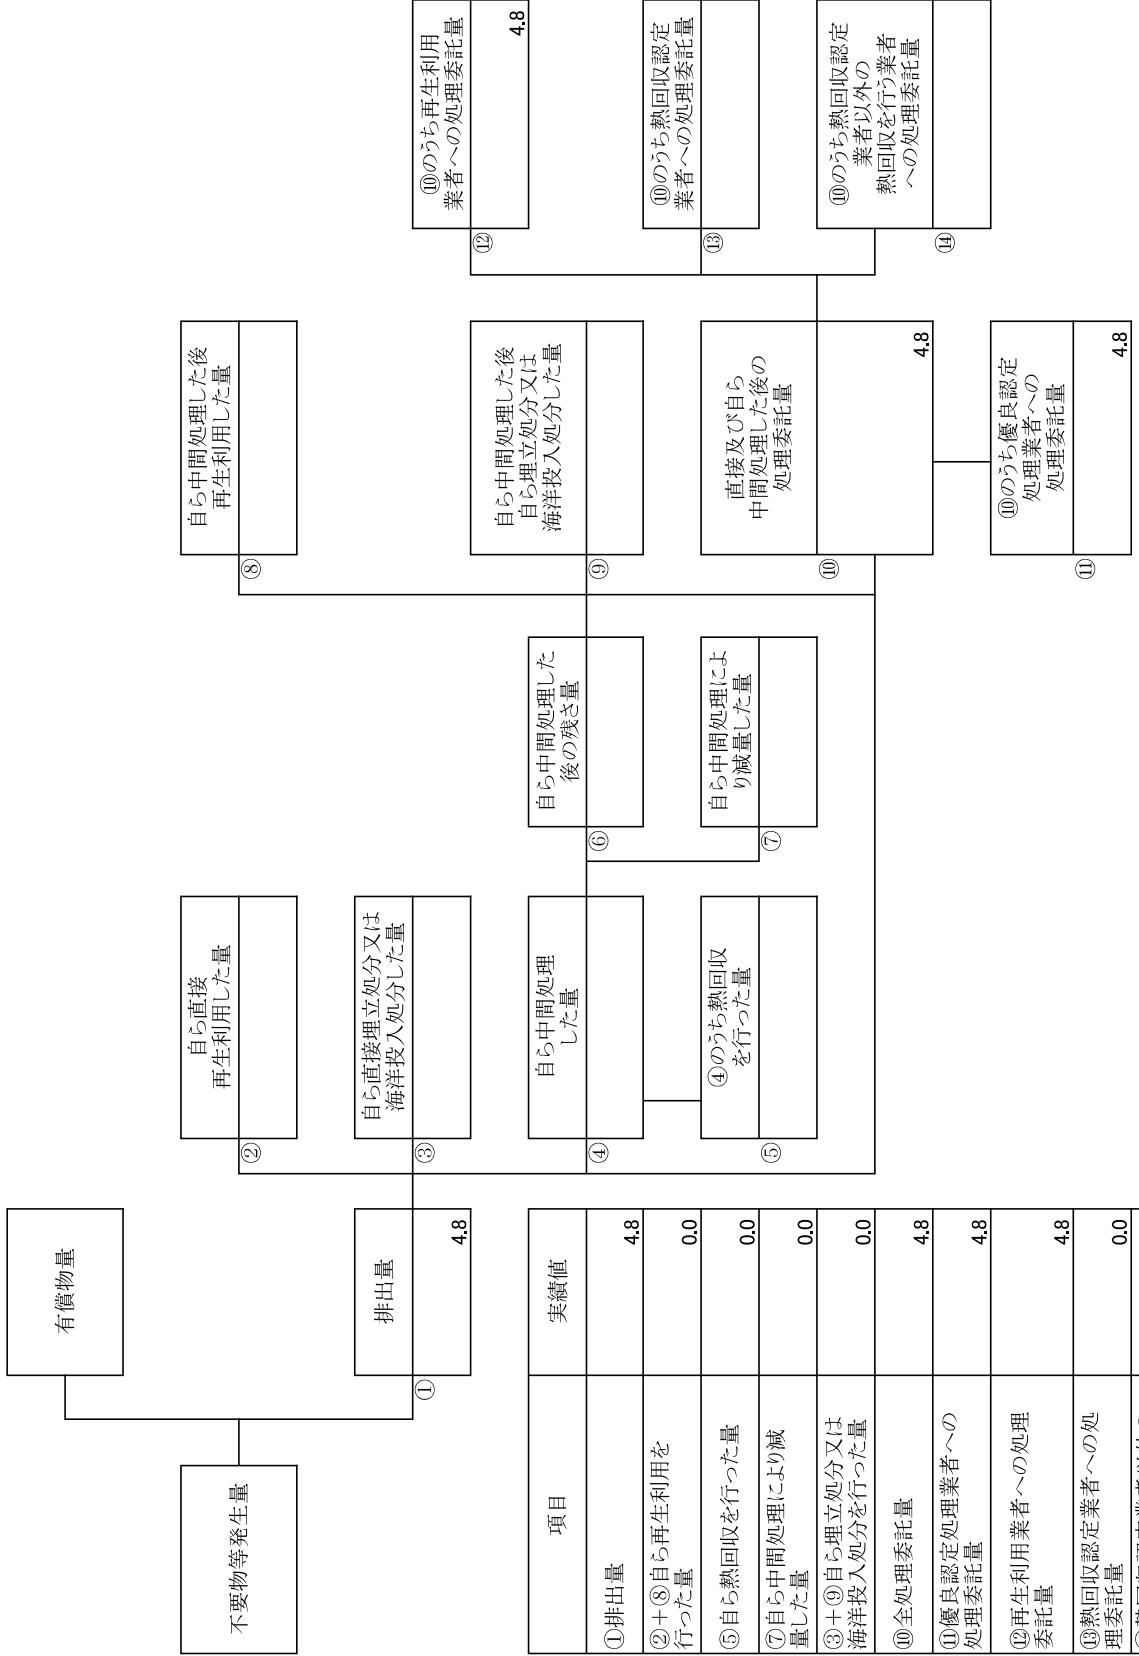 不要物等発生量
有償物量
排出量
①
4.8
②
自ら直接
再生利用した量
③
自ら直接埋立処分又は
海洋投入処分した量
④
自ら中間処理
した量
⑤
④のうち熱回収
を行った量
⑥
自ら中間処理した
後の残さ量
⑦
自ら中間処理によ
り減量した量
⑧
自ら中間処理した後
再生利用した量
⑨
自ら中間処理した後
自ら埋立処分又は
海洋投入処分した量
⑩
直接及び自ら
中間処理した後の
処理委託量
4.8
⑪
⑩のうち優良認定
処理業者への
処理委託量
4.8
⑫
⑩のうち再生利用
業者への処理委託量
4.8
⑬
⑩のうち熱回収認定
業者への処理委託量
⑭
⑩のうち熱回収認定
業者以外の
熱回収を行う業者
への処理委託量
項目 実績値
①排出量 4.8
②+⑧自ら再生利用を
行った量 0.0
⑤自ら熱回収を行った量 0.0
⑦自ら中間処理により減
量した量 0.0
③+⑨自ら埋立処分又は
海洋投入処分を行った量 0.0
⑩全処理委託量 4.8
⑪優良認定処理業者への
処理委託量 4.8
⑫再生利用業者への処理
委託量 4.8
⑬熱回収認定業者への処
理委託量 0.0